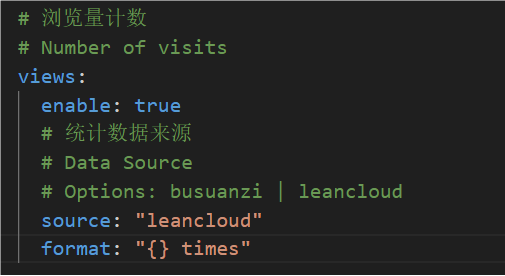 # 浏览量计数
# Number of visits
views:
  enable: true
  # 统计数据来源
  # Data Source
  # Options: busuanzi | leancloud
  source: "leancloud"
  format: "{} times"